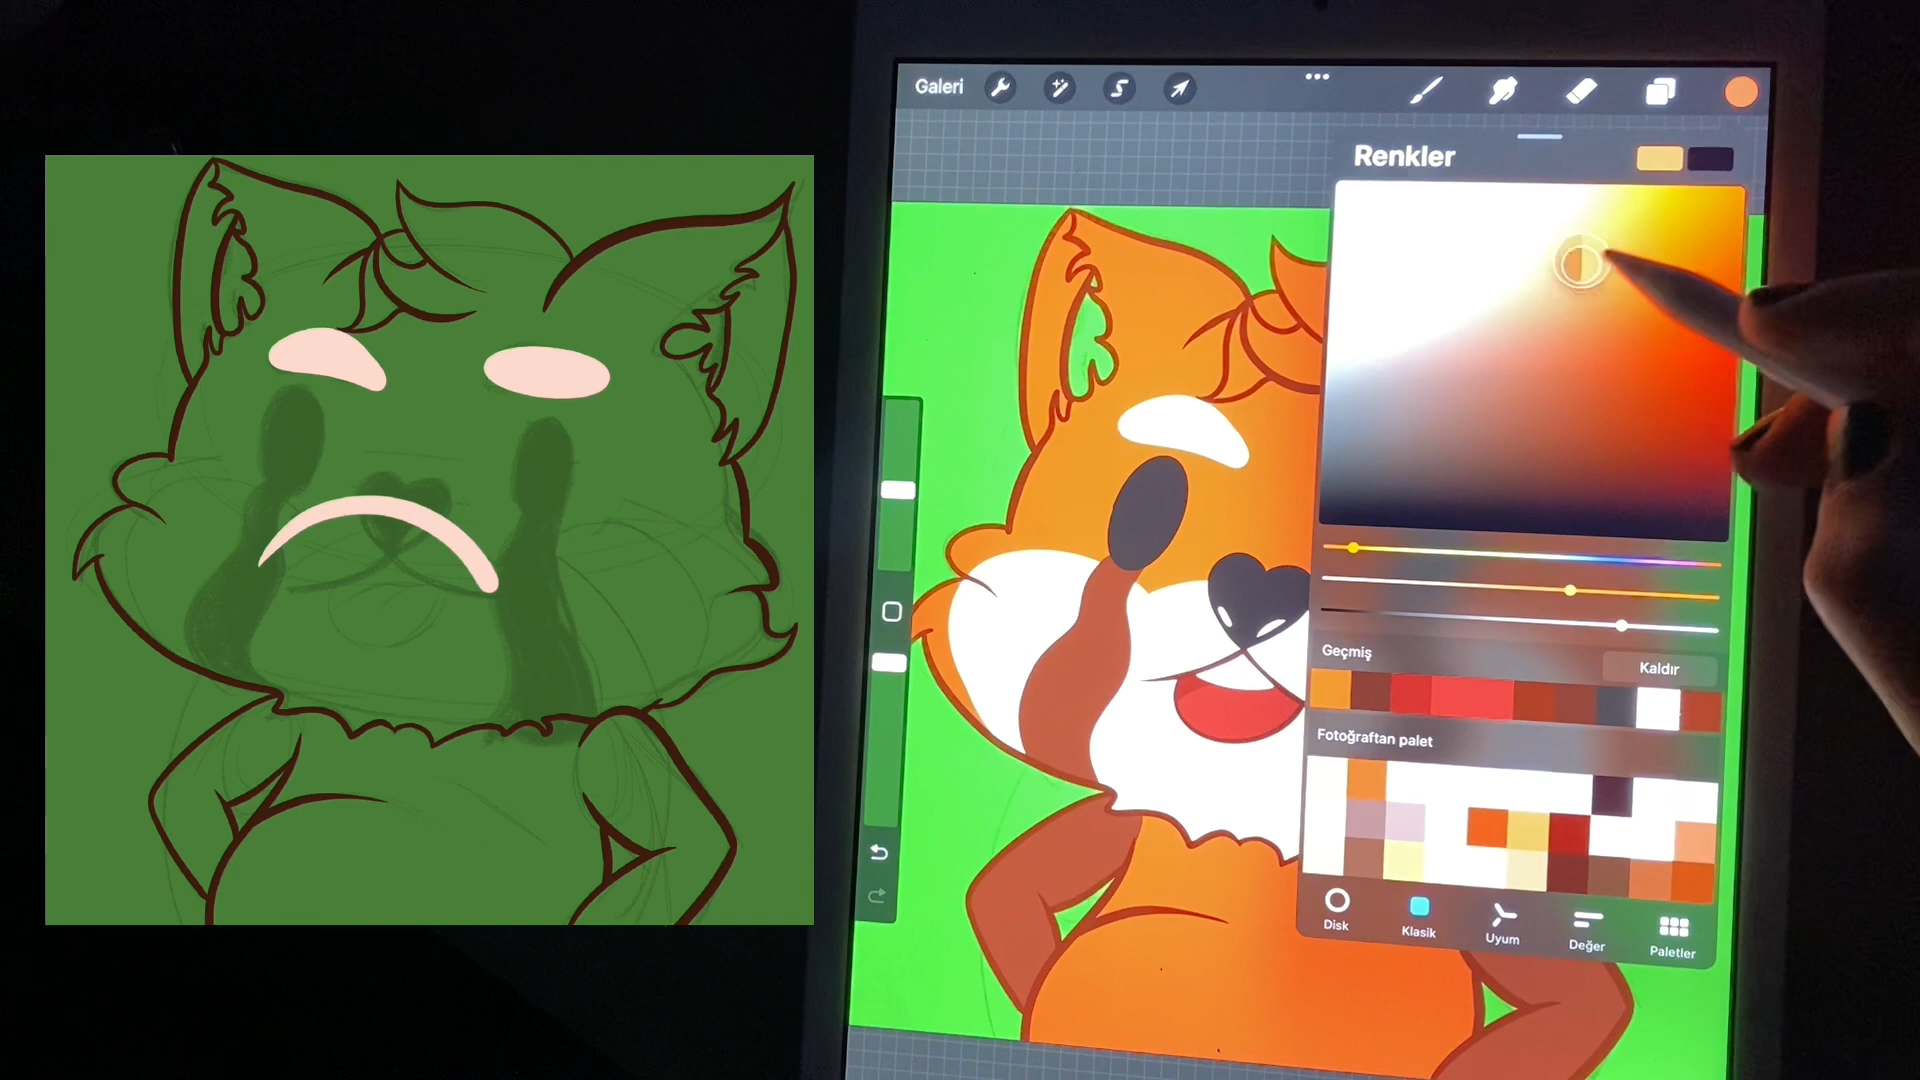 Galeri
Renkler
Geçmiş
Kaldır
Fotoğraftan palet
Disk
Klasik
Uyum
Değer
Paletler